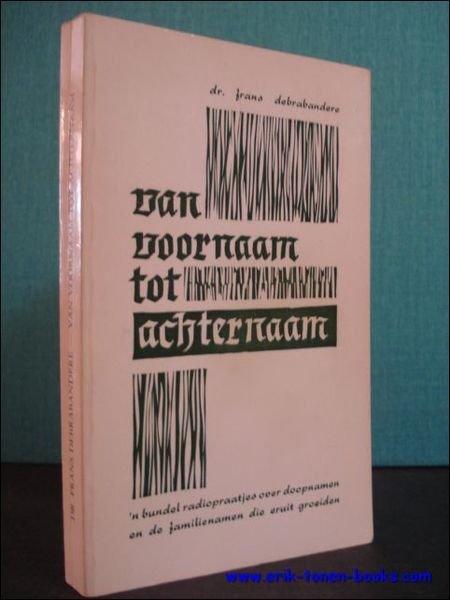 dr. frans debrabandere
van
voornaam
tot
achternaam
'n bundel radiopraatjes over doopnamen
en de familienamen die eruit groeiden
DR. FRANS DEBRABANDERE — VAN VOORNAAM TOT ACHTERNAAM
www.erik-tonen-books.com